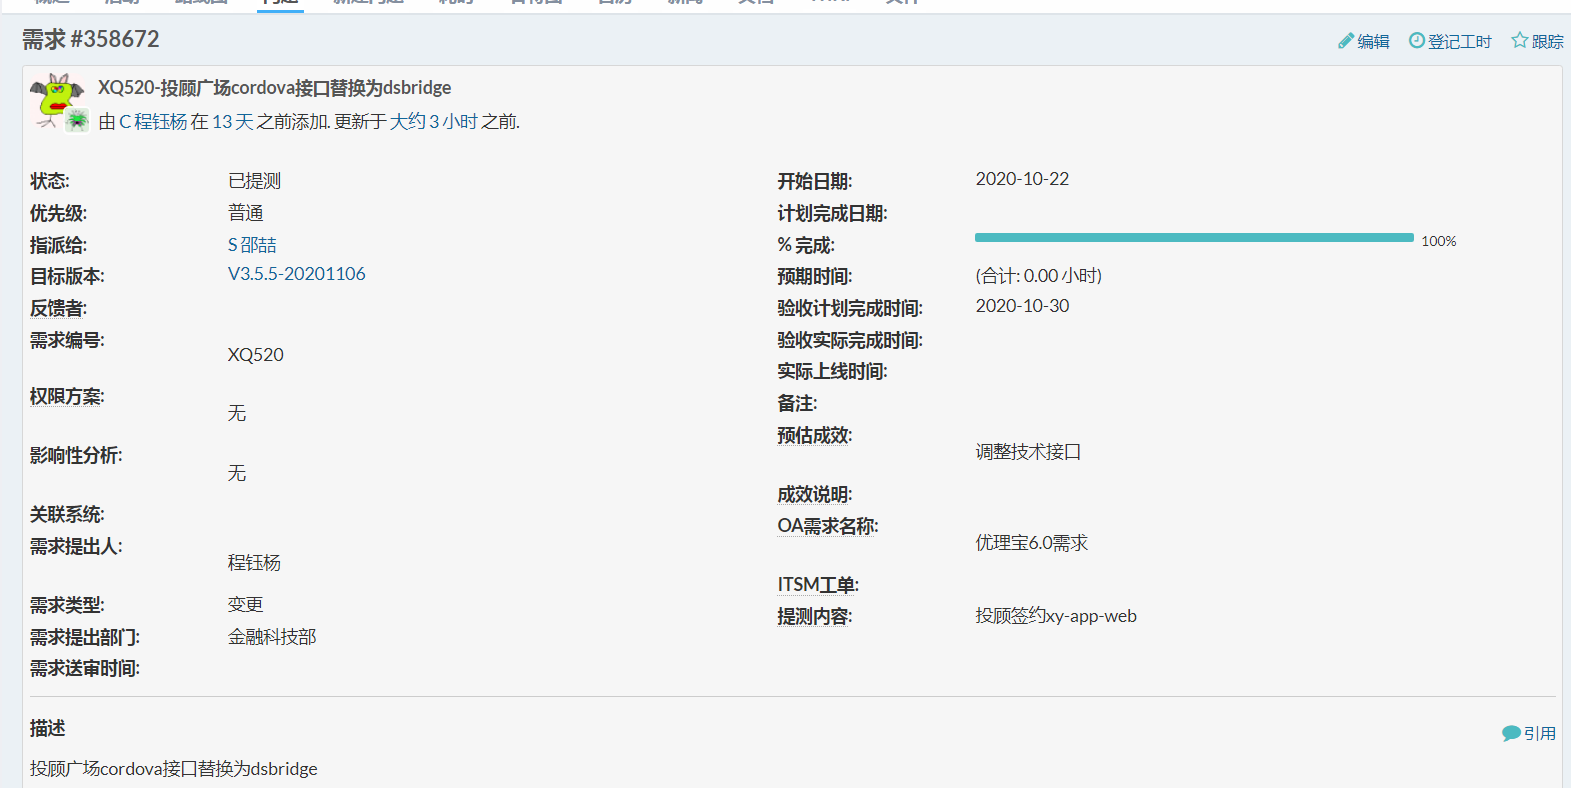 需求 #358672
编辑 登记工时 跟踪
XQ520-投顾广场cordova接口替换为dsbridge
由 C 程钰杨 在 13 天 之前添加. 更新于 大约 3 小时 之前.
状态: 已提测
优先级: 普通
指派给: S 邵喆
目标版本: V3.5.5-20201106
反馈者:
需求编号:
XQ520
权限方案:
无
影响性分析:
无
关联系统:
需求提出人:
程钰杨
需求类型: 变更
需求提出部门: 金融科技部
需求送审时间:
开始日期: 2020-10-22
计划完成日期:
% 完成: 100%
预期时间: (合计: 0.00 小时)
验收计划完成时间: 2020-10-30
验收实际完成时间:
实际上线时间:
备注:
预估成效:
调整技术接口
成效说明:
OA需求名称:
优理宝6.0需求
ITSM工单:
提测内容: 投顾签约xy-app-web
描述
引用
投顾广场cordova接口替换为dsbridge